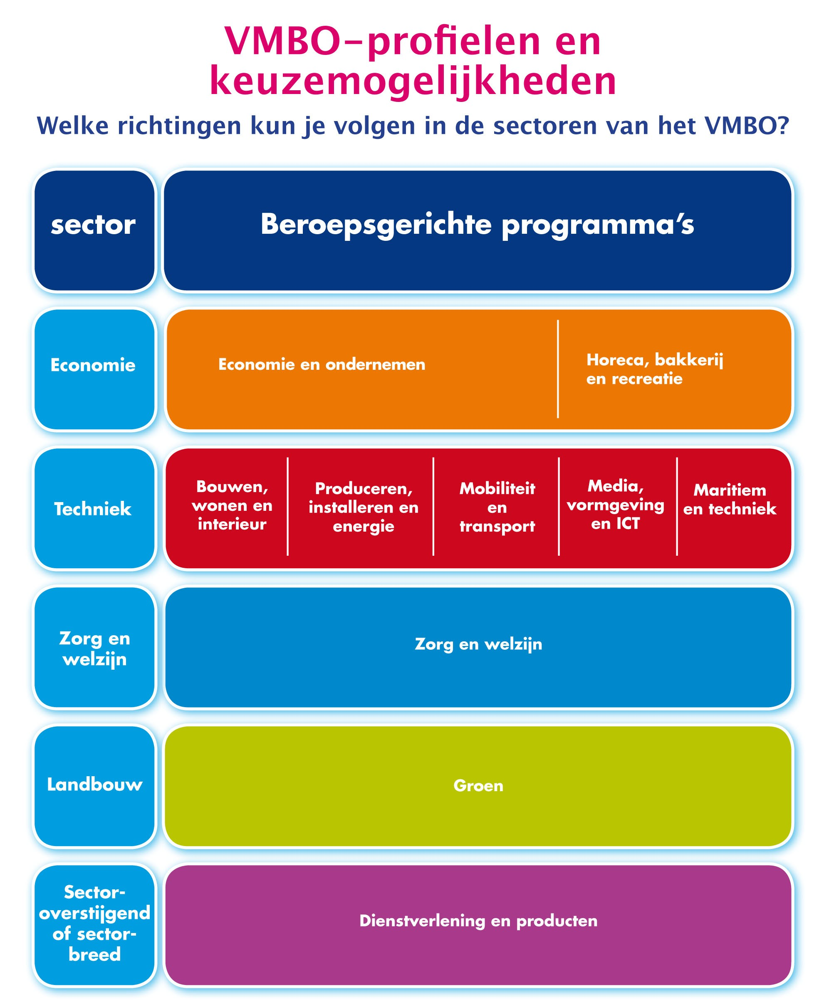 VMBO-profielen en
keuzemogelijkheden
Welke richtingen kun je volgen in de sectoren van het VMBO?
sector
Beroepsgerichte programma's
Economie
Economie en ondernemen
Horeca, bakkerij
en recreatie
Techniek
Bouwen,
wonen en
interieur
Produceren,
installeren en
energie
Mobiliteit
en
transport
Media,
vormgeving
en ICT
Maritiem
en techniek
Zorg en
welzijn
Zorg en welzijn
Landbouw
Groen
Sector-
overstijgend
of sector-
breed
Dienstverlening en producten